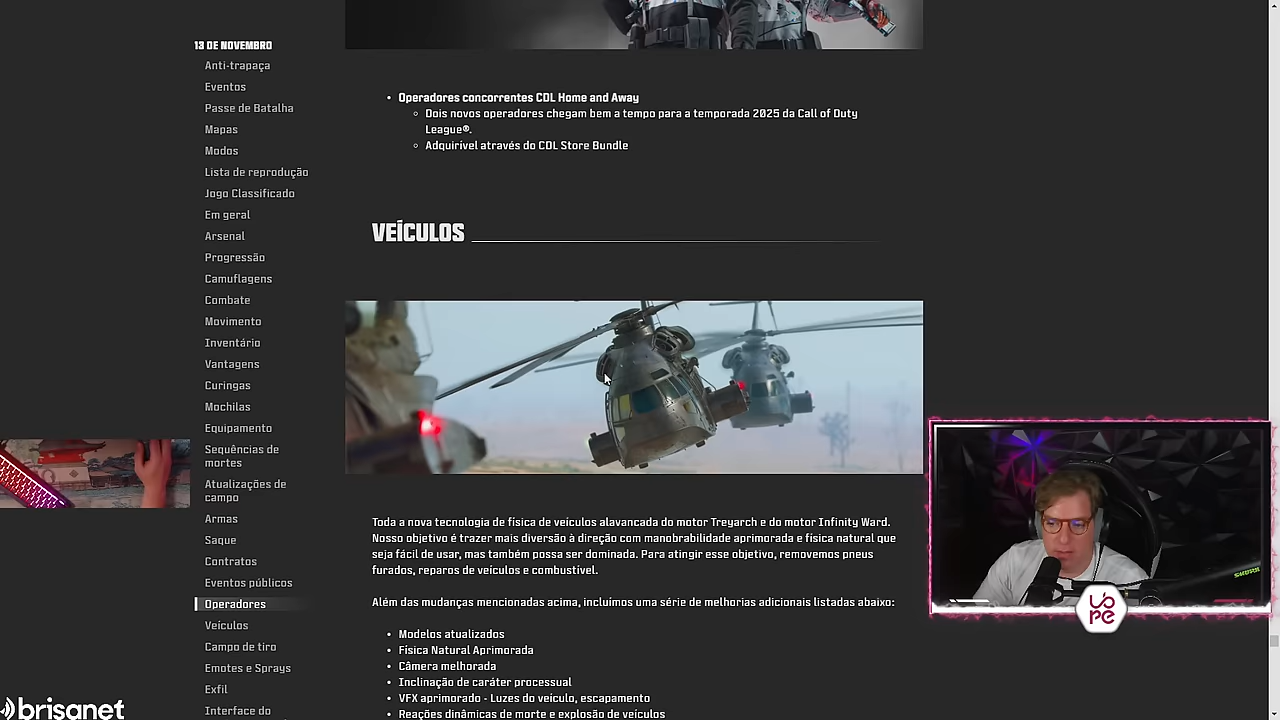 13 DE NOVEMBRO
Anti-trapaça
Eventos
Passe de Batalha
Mapas
Modos
Lista de reprodução
Jogo Classificado
Em geral
Arsenal
Progressão
Camuflagens
Combate
Movimento
Inventário
Vantagens
Curingas
Mochilas
Equipamento
Sequências de
mortes
Atualizações de
campo
Armas
Saque
Contratos
Eventos públicos
Operadores
Veículos
Campo de tiro
Emotes e Sprays
Exfil
Interface do
Operadores concorrentes CDL Home and Away
Dois novos operadores chegam bem a tempo para a temporada 2025 da Call of Duty
League®.
Adquirível através do CDL Store Bundle
VEÍCULOS
Toda a nova tecnologia de física de veículos alavancada do motor Treyarch e do motor Infinity Ward.
Nosso objetivo é trazer mais diversão à direção com manobrabilidade aprimorada e física natural que
seja fácil de usar, mas também possa ser dominada. Para atingir esse objetivo, removemos pneus
furados, reparos de veículos e combustível.
Além das mudanças mencionadas acima, incluímos uma série de melhorias adicionais listadas abaixo:
Modelos atualizados
Física Natural Aprimorada
Câmera melhorada
Inclinação de caráter processual
VFX aprimorado - Luzes do veículo, escapamento
Reações dinâmicas de morte e explosão de veículos
SHURE
brisanet